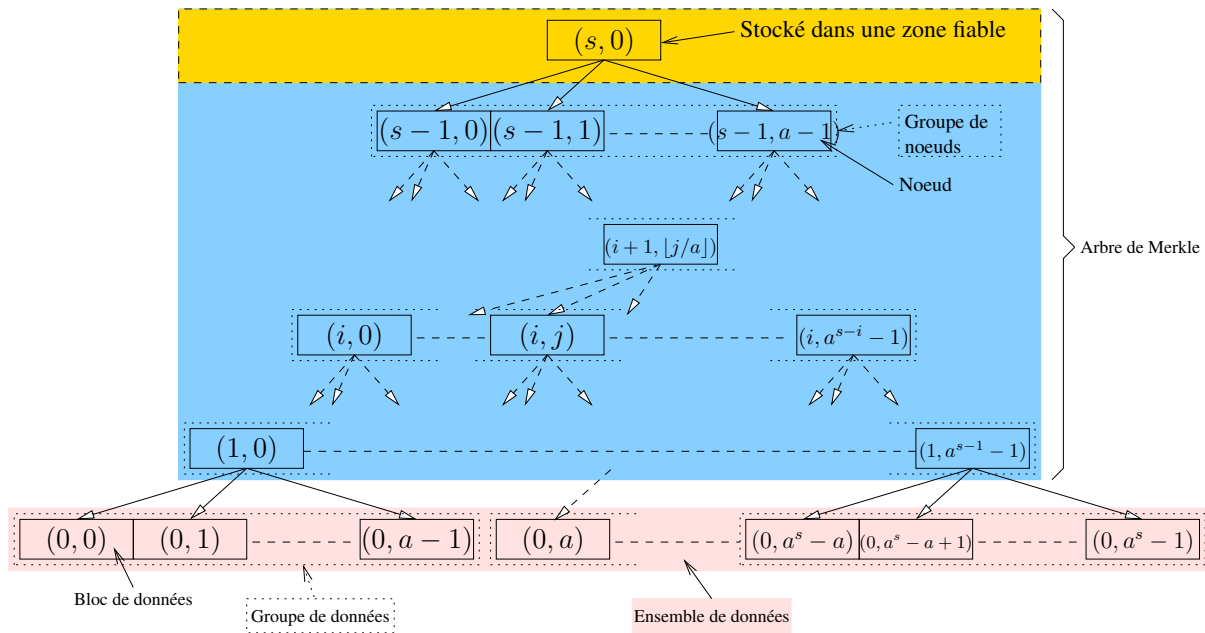 (s, 0)
Stocké dans une zone fiable
(s − 1, 0)
(s − 1, 1)
(s − 1, a − 1)
Groupe de
noeuds
Noeud
(i + 1, ⌊j/a⌋)
Arbre de Merkle
(i, 0)
(i, j)
(i, a^{s−i} − 1)
(1, 0)
(1, a^{s−1} − 1)
(0, 0)
(0, 1)
(0, a − 1)
(0, a)
(0, a^s − a)
(0, a^s − a + 1)
(0, a^s − 1)
Bloc de données
Groupe de données
Ensemble de données